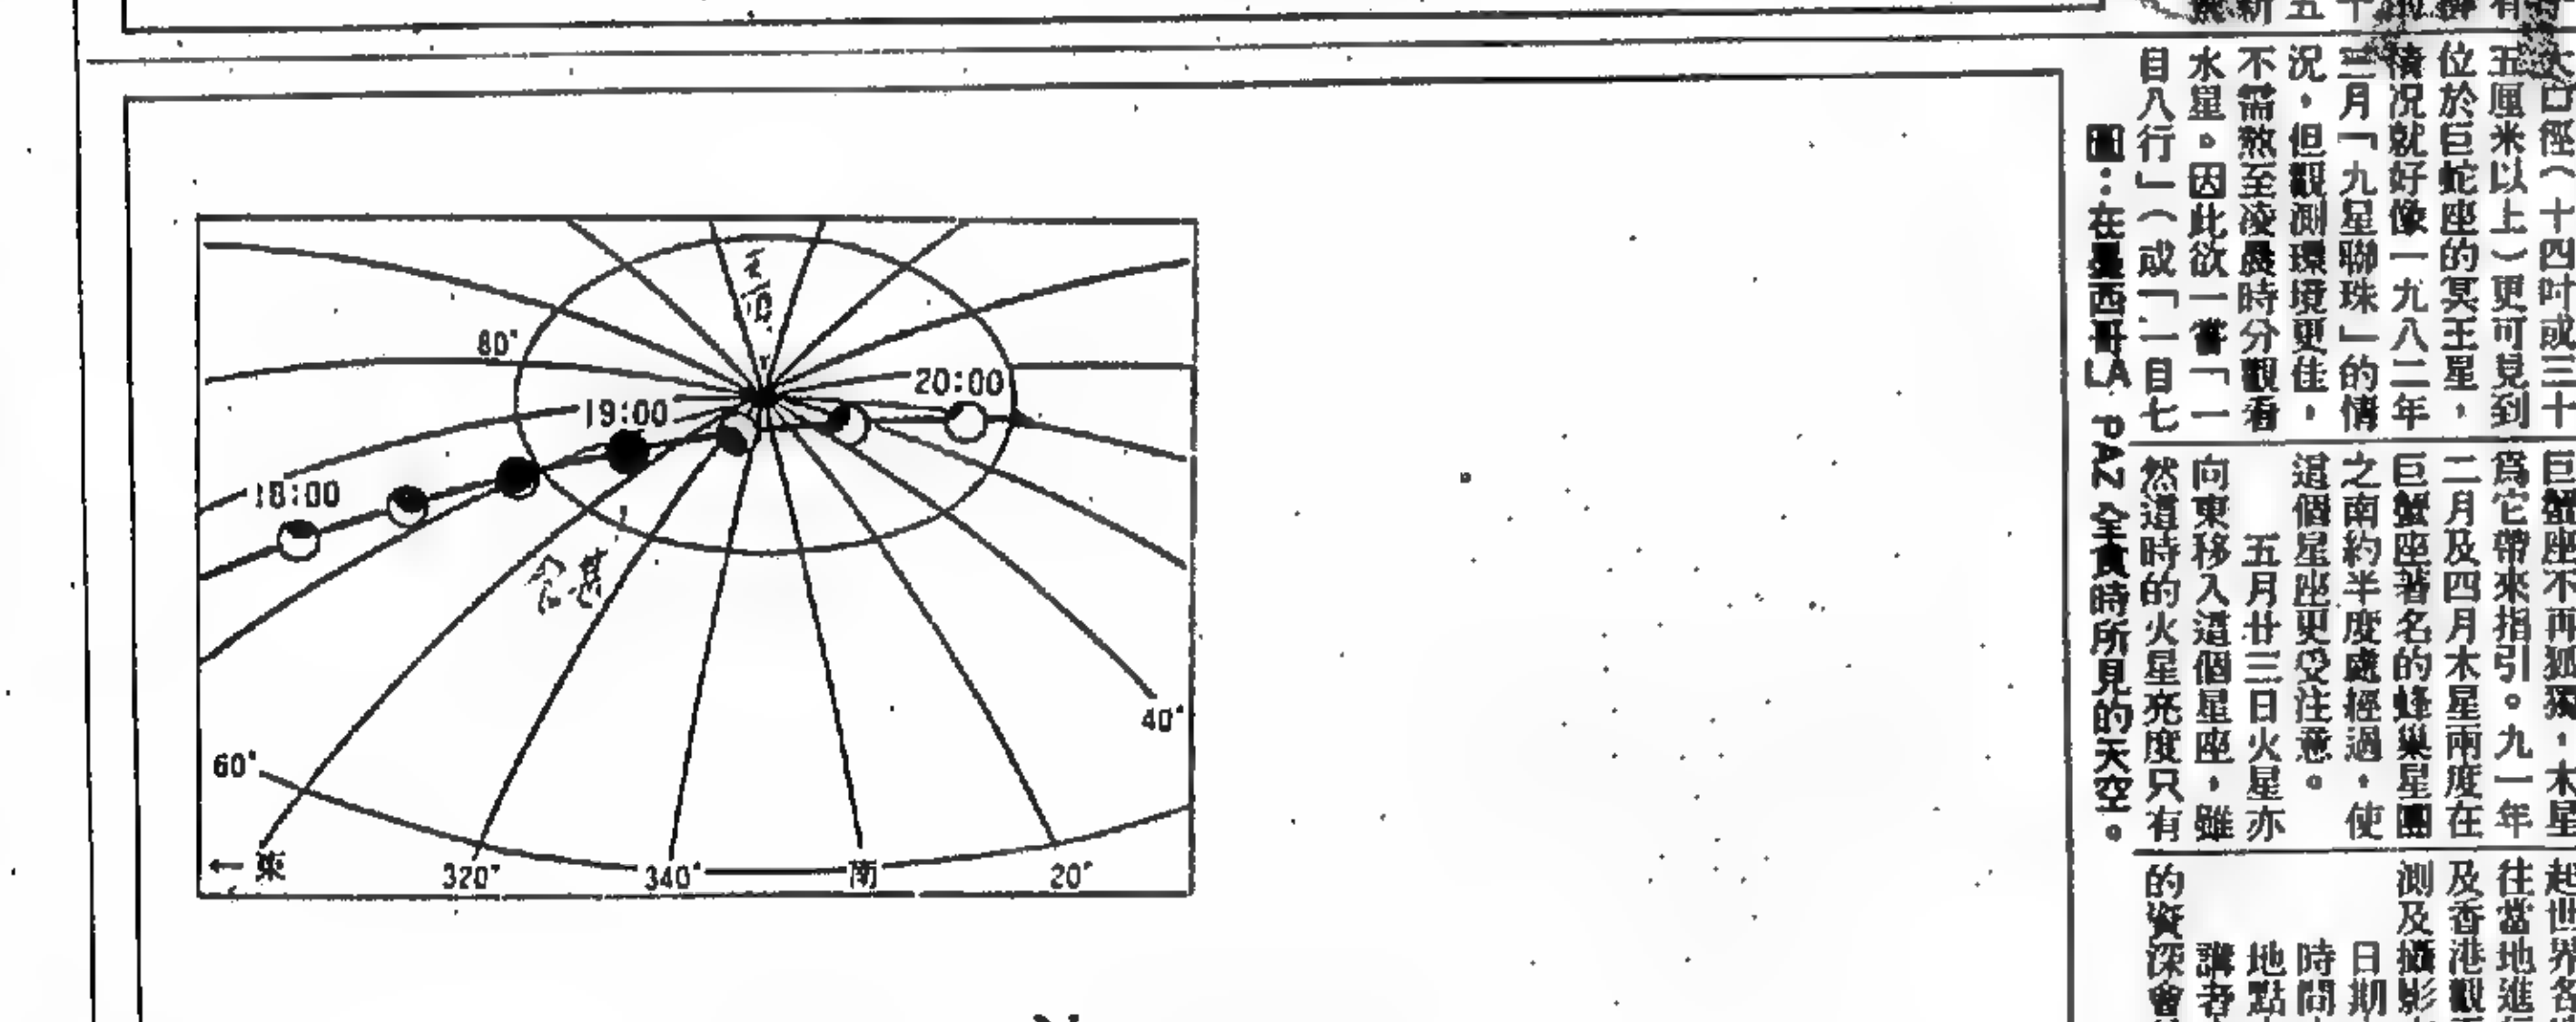 大口徑(十四吋或三十
五厘米以上)更可見到
位於巨蛇座的冥王星,
情況就好像一九八二年
三月「九星聯珠」的情
況,但觀測環境更佳,
不需熬至凌晨時分觀看
水星。因此欲一嘗「一
目八行」(或「一目七
巨蟹座不再孤獨,木星
爲它帶來指引。九一年
二月及四月木星兩度在
巨蟹座著名的蜂巢星團
之南約半度處經過,使
這個星座更受注意。
五月廿三日火星亦
向東移入這個星座,雖
然這時的火星亮度只有
起世界各
往當地進
及香港觀
測及攝影
日期
時間
地點
講者
的資深會
圖:在墨西哥LA PAZ全食時所見的天空。
80°
20:00
19:00
18:00
40°
60°
←東
320°
340°
南
20°